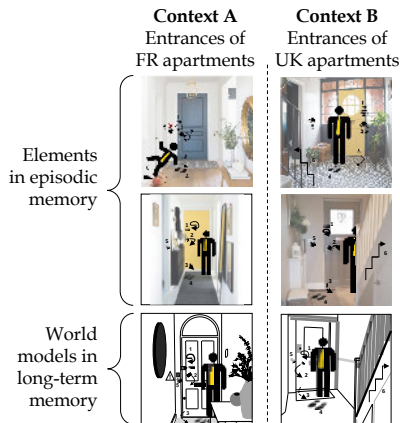 Context A
Entrances of
FR apartments
Context B
Entrances of
UK apartments
Elements
in episodic
memory
World
models in
long-term
memory